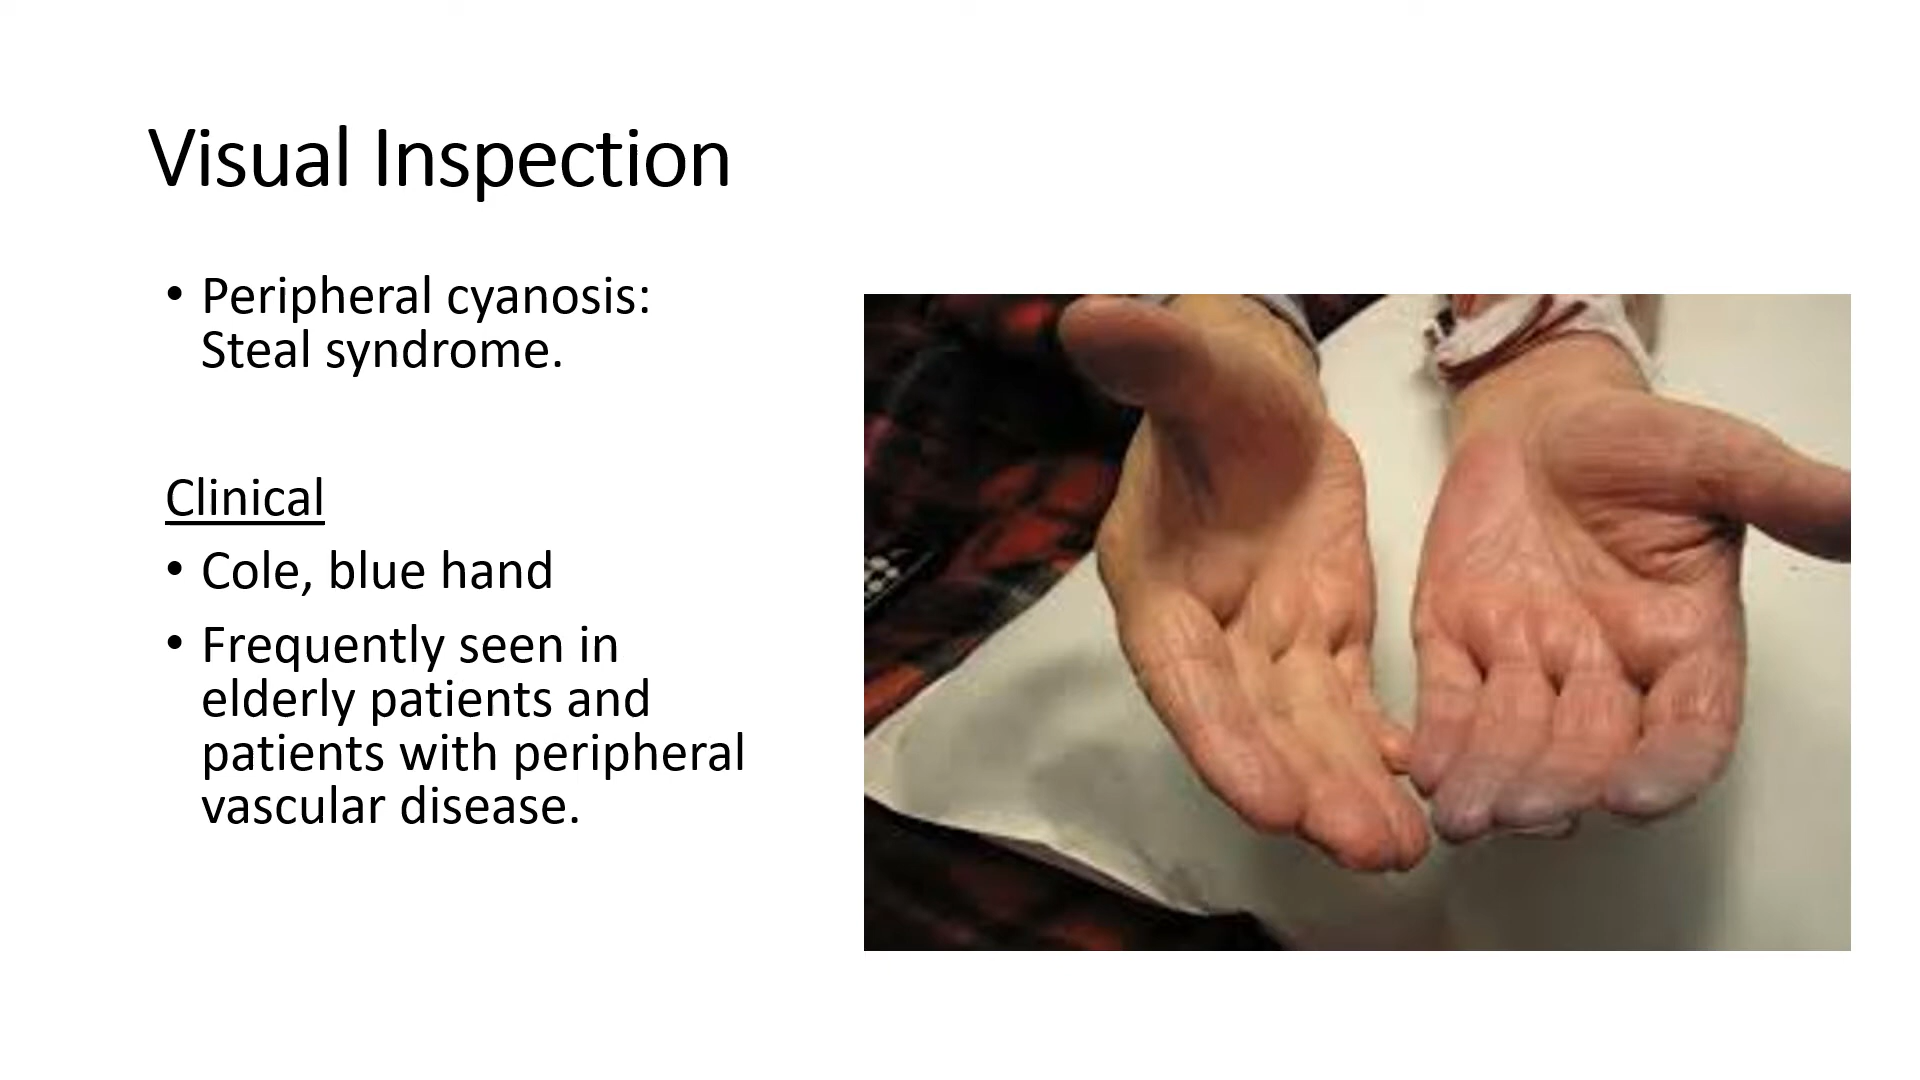 Visual Inspection
• Peripheral cyanosis:
Steal syndrome.
Clinical
• Cole, blue hand
• Frequently seen in
elderly patients and
patients with peripheral
vascular disease.